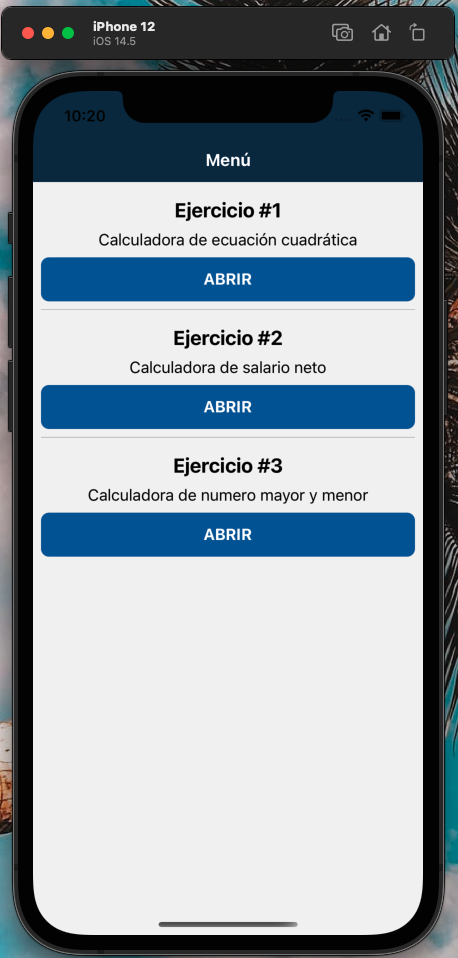 iPhone 12
iOS 14.5
10:20
Menú
Ejercicio #1
Calculadora de ecuación cuadrática
ABRIR
Ejercicio #2
Calculadora de salario neto
ABRIR
Ejercicio #3
Calculadora de numero mayor y menor
ABRIR